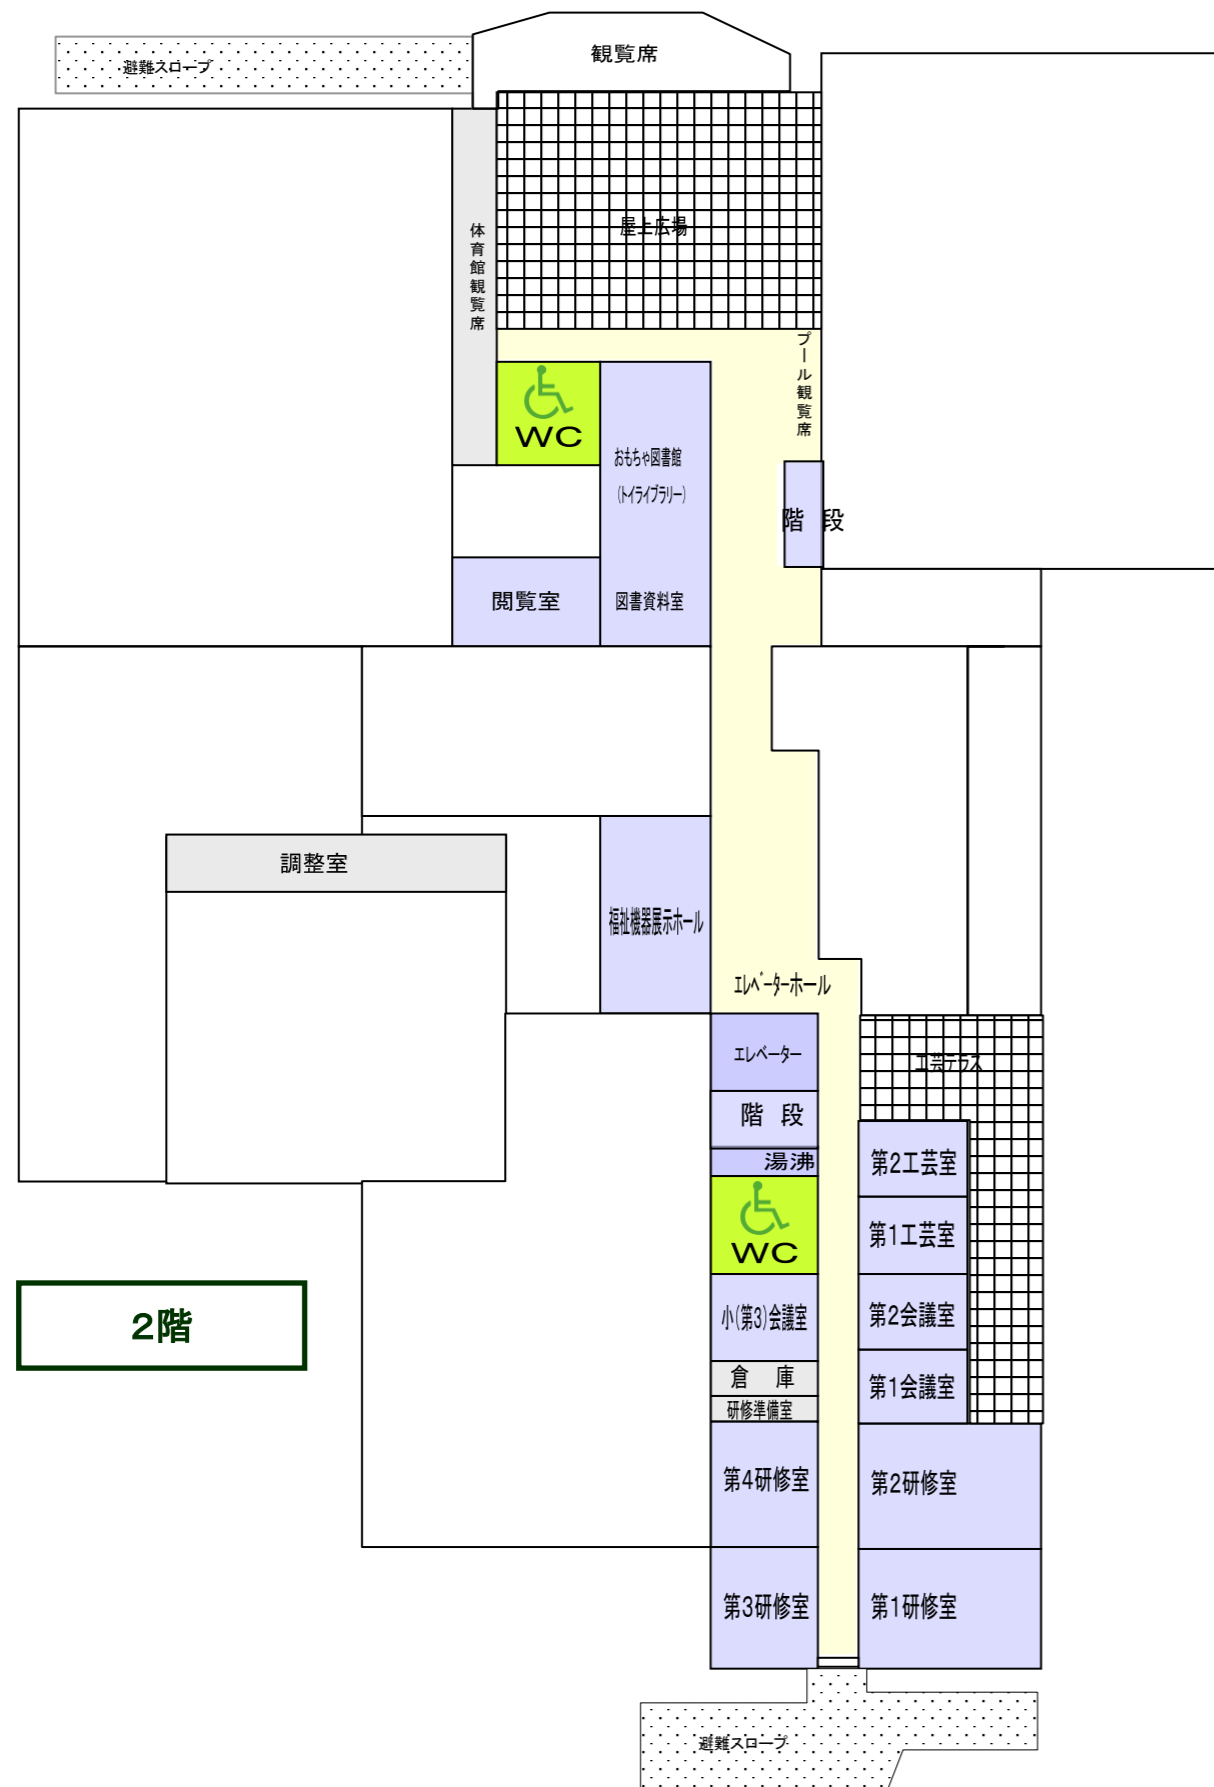 観覧席
避難スロープ
屋上広場
体育館観覧席
プール観覧席
WC
おもちゃ図書館
(トイライブラリー)
階 段
閲覧室
図書資料室
調整室
福祉機器展示ホール
エレベーターホール
エレベーター
工芸テラス
階 段
湯沸
第2工芸室
WC
第1工芸室
小(第3)会議室
第2会議室
2階
倉 庫
第1会議室
研修準備室
第4研修室
第2研修室
第3研修室
第1研修室
避難スロープ